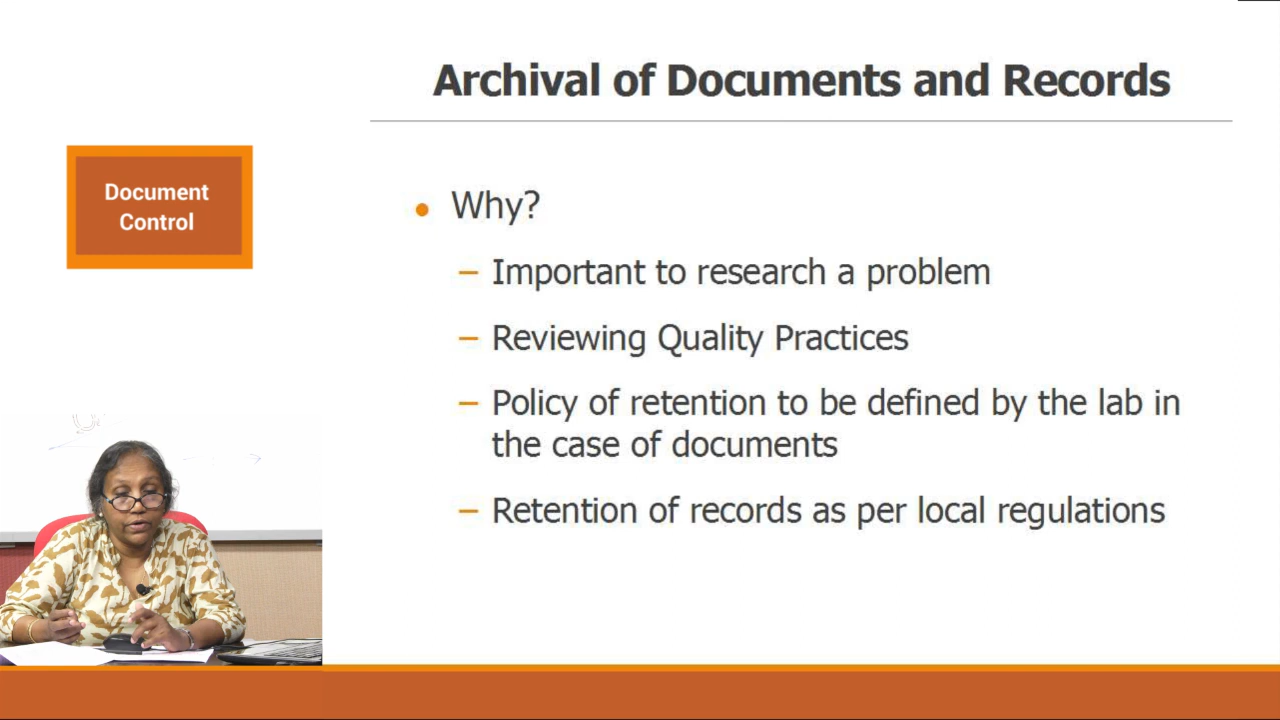 Archival of Documents and Records
Document
Control
• Why?
– Important to research a problem
– Reviewing Quality Practices
– Policy of retention to be defined by the lab in
the case of documents
– Retention of records as per local regulations